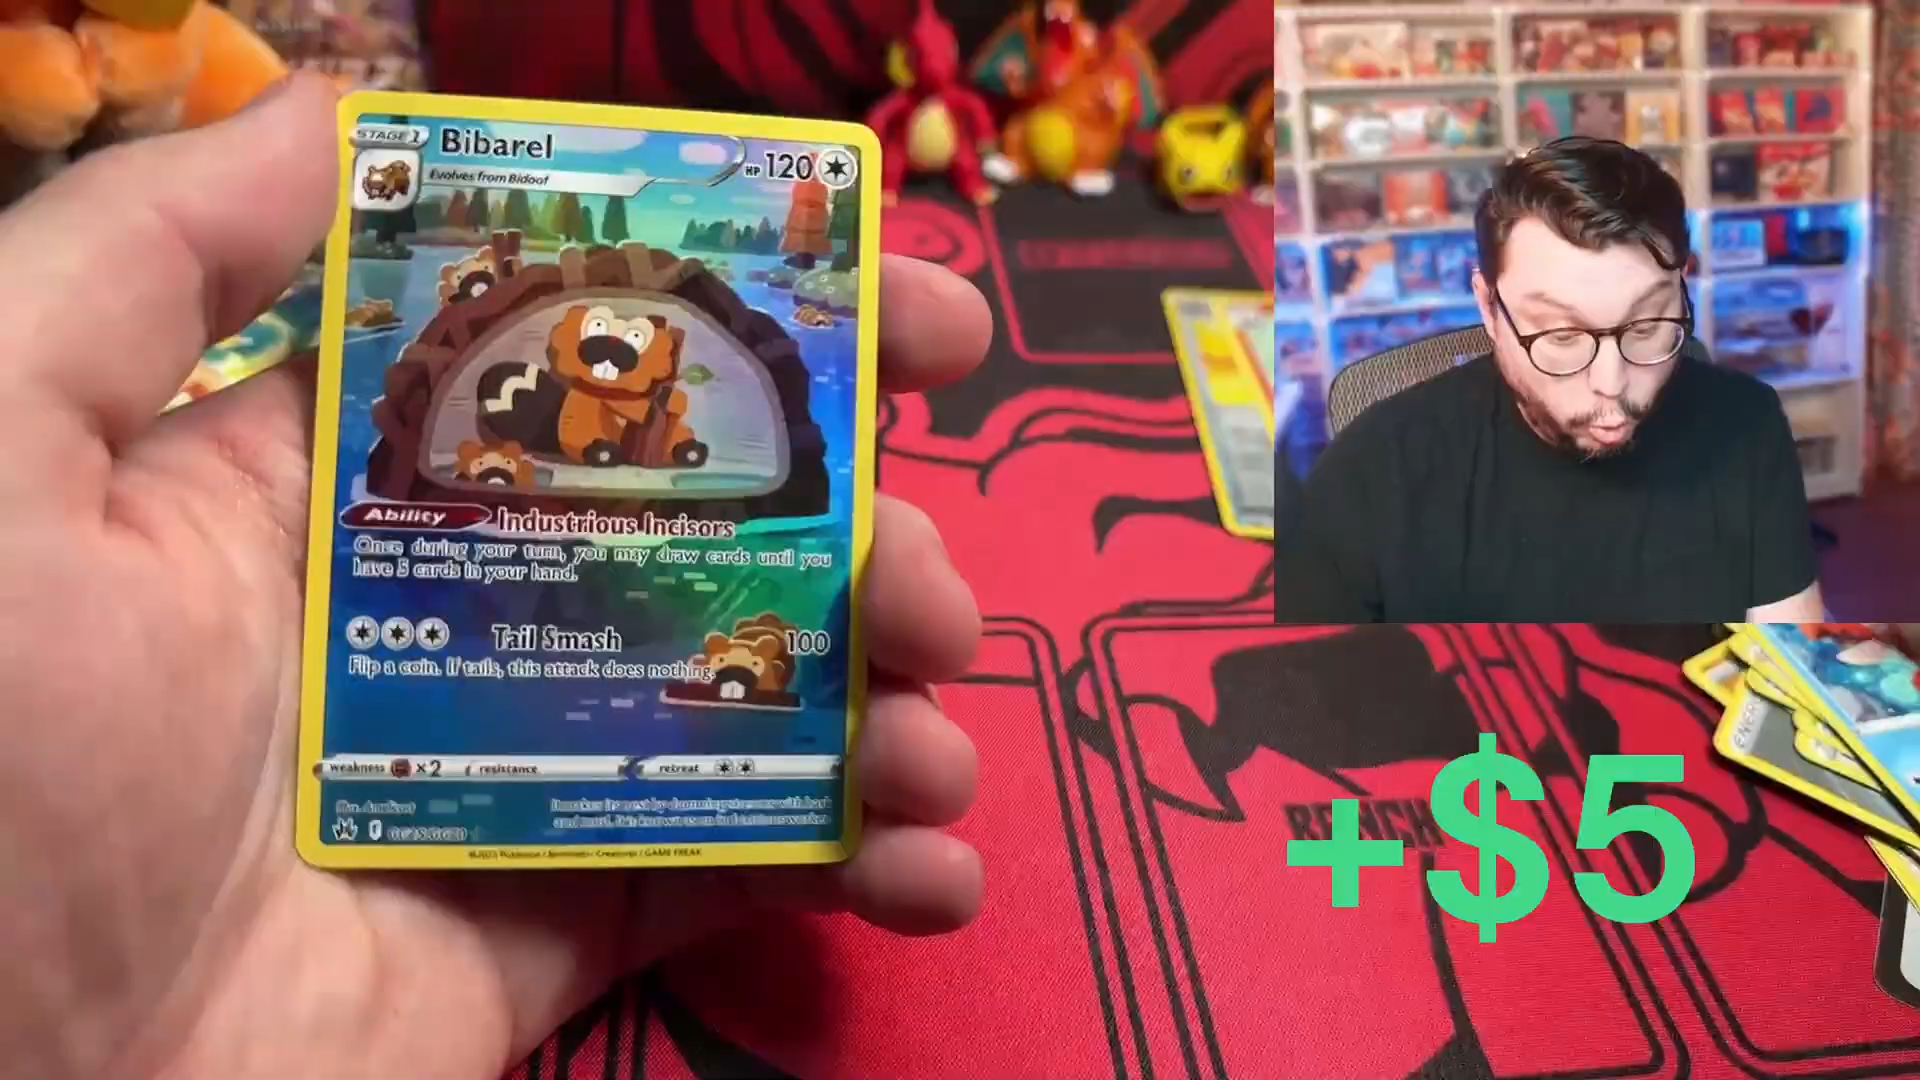 STAGE 1
Bibarel
HP 120
Evolves from Bidoof
Ability
Industrious Incisors
Once during your turn, you may draw cards until you
have 5 cards in your hand.
Tail Smash
100
Flip a coin. If tails, this attack does nothing.
weakness
×2
resistance
retreat
BENCH
+$5